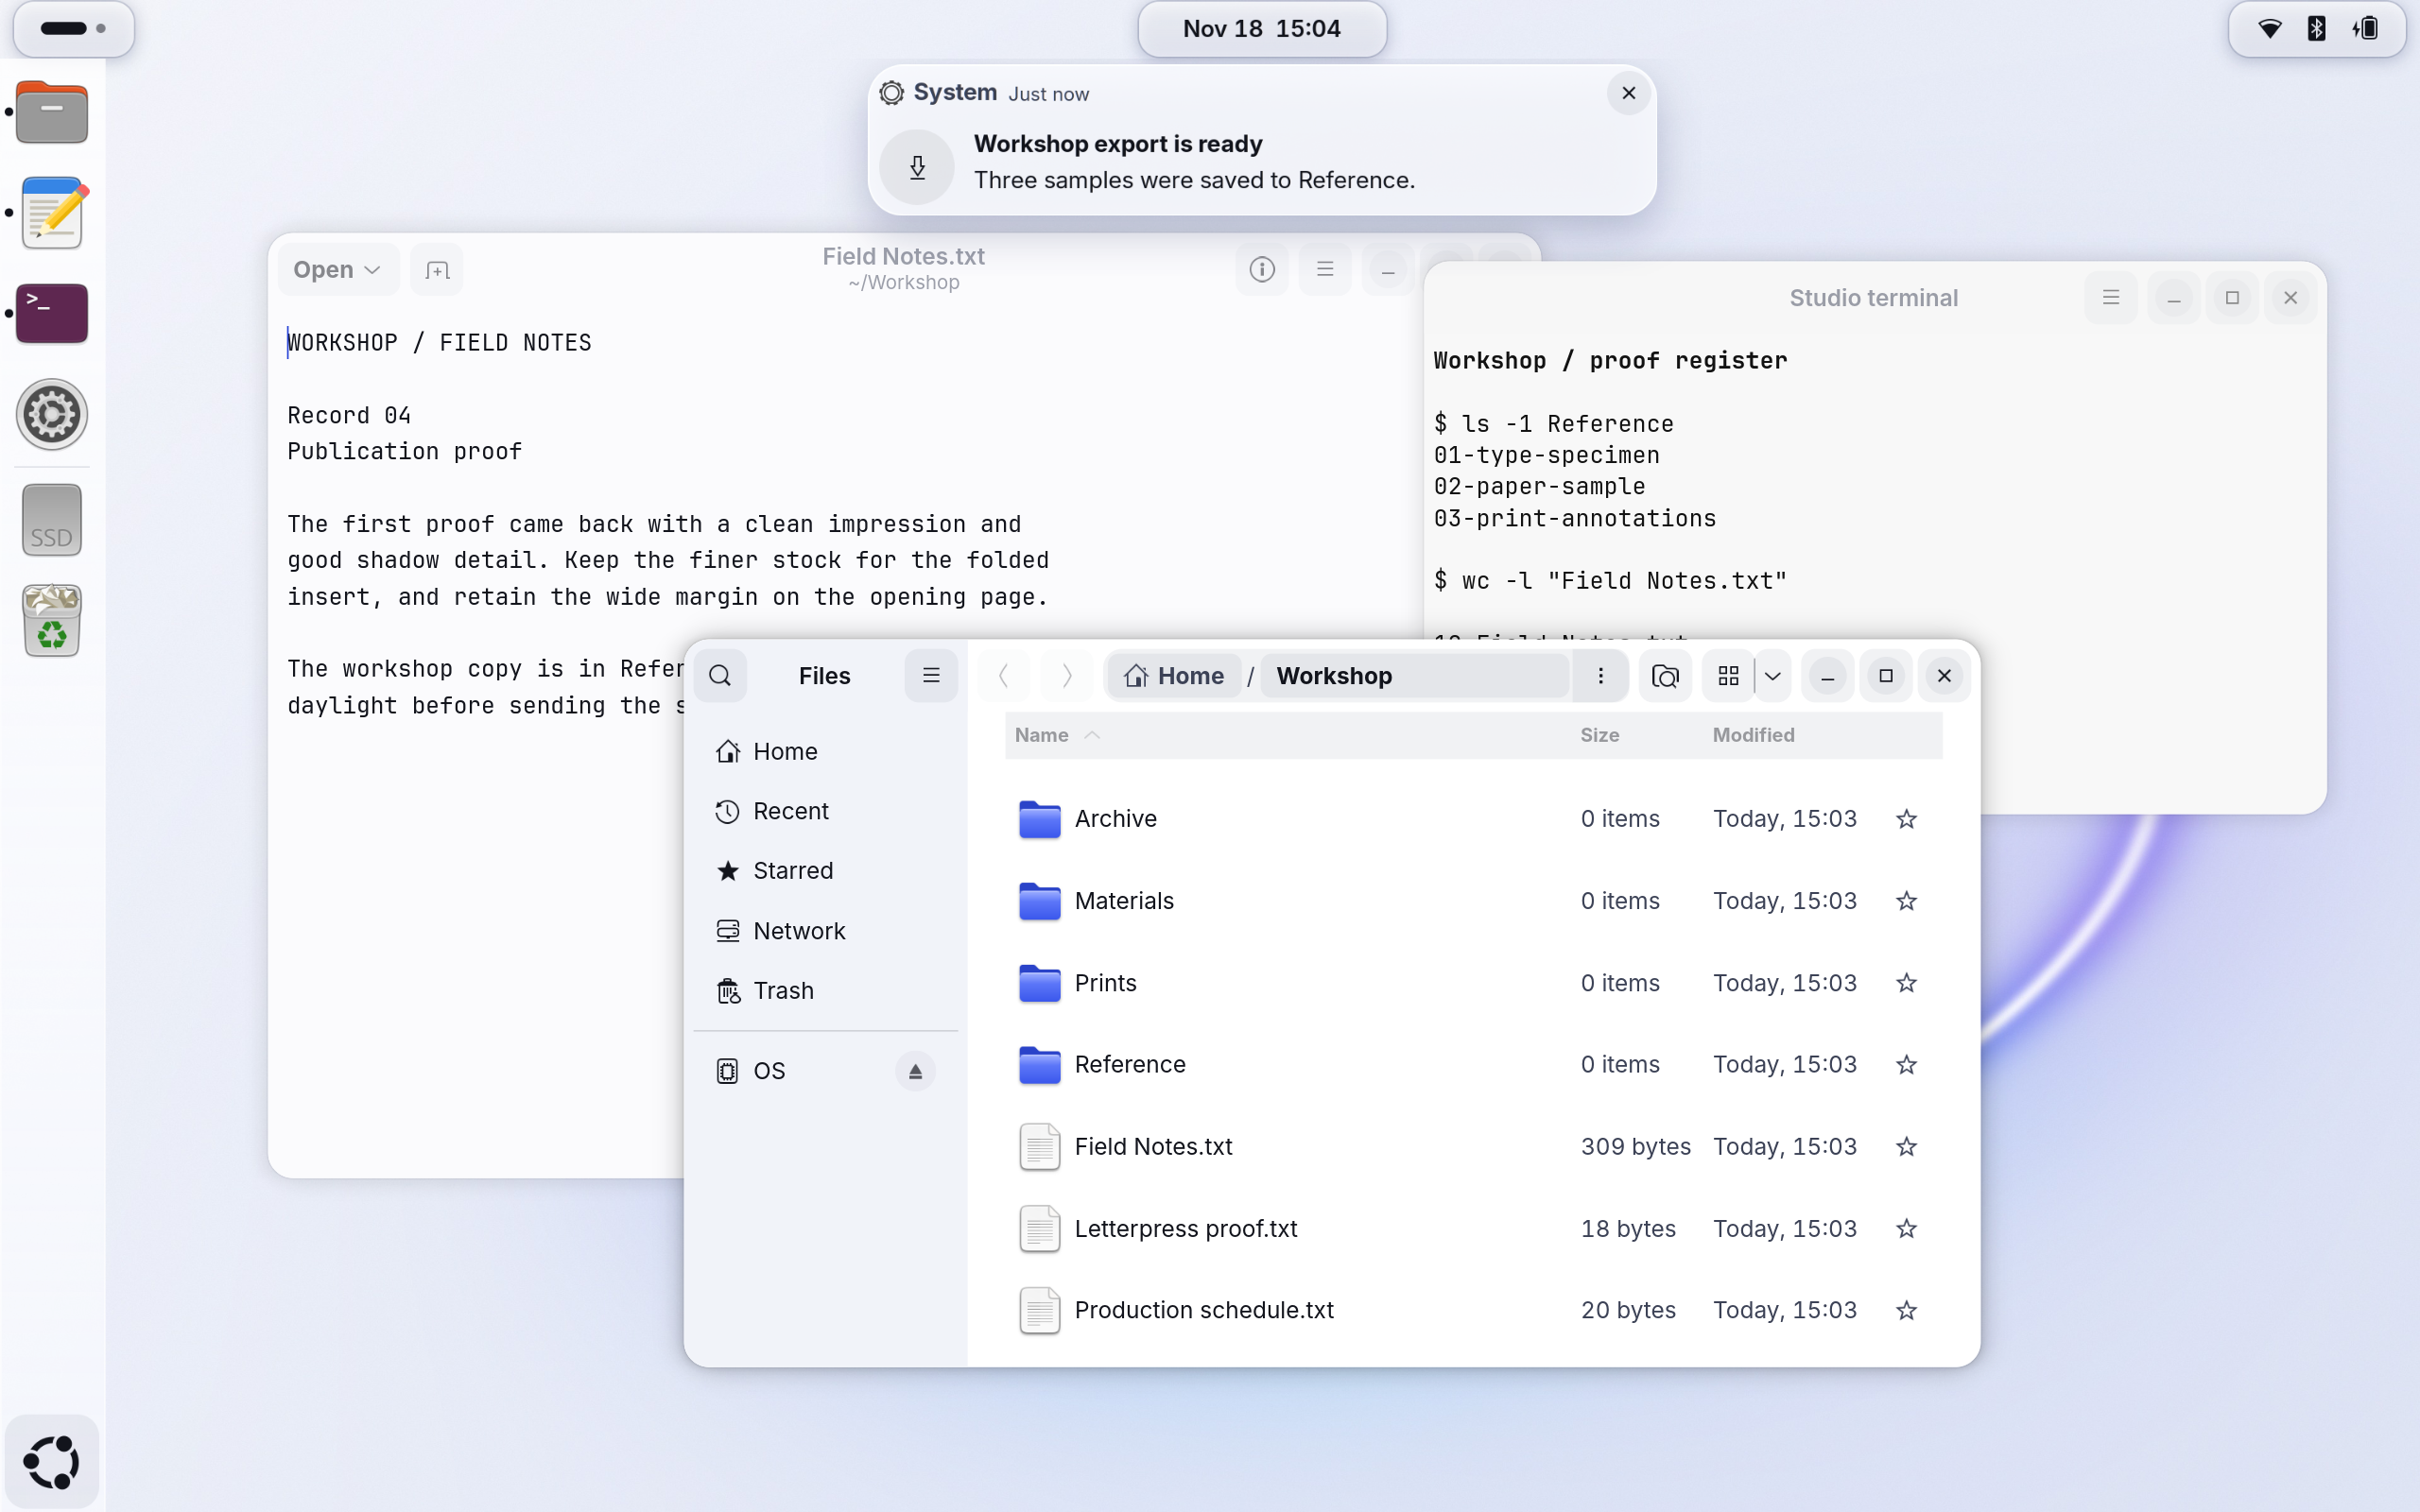 Nov 18 15:04
System Just now
Workshop export is ready
Three samples were saved to Reference.
SSD
Open
Field Notes.txt
~/Workshop
WORKSHOP / FIELD NOTES
Record 04
Publication proof
The first proof came back with a clean impression and
good shadow detail. Keep the finer stock for the folded
insert, and retain the wide margin on the opening page.
The workshop copy is in Refer
daylight before sending the s
Studio terminal
Workshop / proof register
$ ls -1 Reference
01-type-specimen
02-paper-sample
03-print-annotations
$ wc -l "Field Notes.txt"
Files
Home
Recent
Starred
Network
Trash
OS
Home / Workshop
Name Size Modified
Archive 0 items Today, 15:03
Materials 0 items Today, 15:03
Prints 0 items Today, 15:03
Reference 0 items Today, 15:03
Field Notes.txt 309 bytes Today, 15:03
Letterpress proof.txt 18 bytes Today, 15:03
Production schedule.txt 20 bytes Today, 15:03